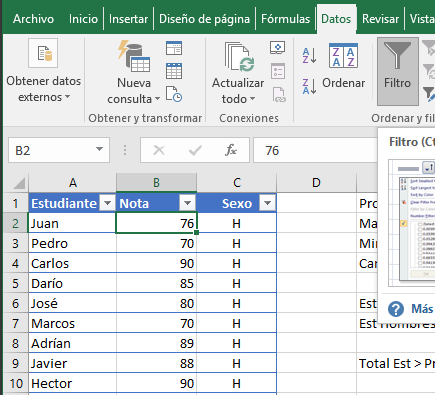 Archivo Inicio Insertar Diseño de página Fórmulas Datos Revisar Vista
Obtener datos externos
Nueva consulta
Actualizar todo
Ordenar
Filtro
Obtener y transformar
Conexiones
Ordenar y fi
B2
fx
76
Filtro (Ct
A B C D
1 Estudiante Nota Sexo Pro
2 Juan 76 H Ma
3 Pedro 70 H Min
4 Carlos 90 H Can
5 Darío 85 H
6 José 80 H Est
7 Marcos 70 H Est Hombres
8 Adrían 89 H
9 Javier 88 H Total Est > Pr
10 Hector 90 H
? Más